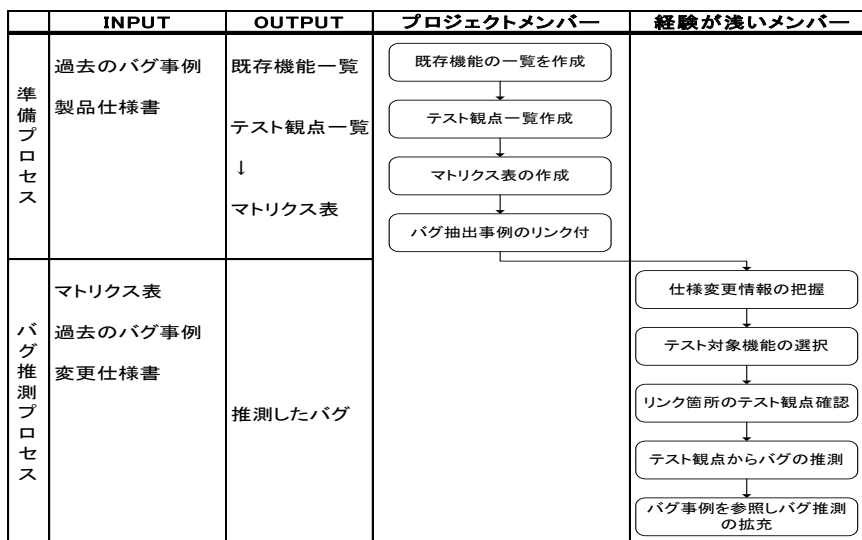 INPUT
OUTPUT
プロジェクトメンバー
経験が浅いメンバー
準備プロセス
過去のバグ事例
製品仕様書
既存機能一覧
テスト観点一覧
↓
マトリクス表
既存機能の一覧を作成
テスト観点一覧作成
マトリクス表の作成
バグ抽出事例のリンク付
バグ推測プロセス
マトリクス表
過去のバグ事例
変更仕様書
推測したバグ
仕様変更情報の把握
テスト対象機能の選択
リンク箇所のテスト観点確認
テスト観点からバグの推測
バグ事例を参照しバグ推測
の拡充